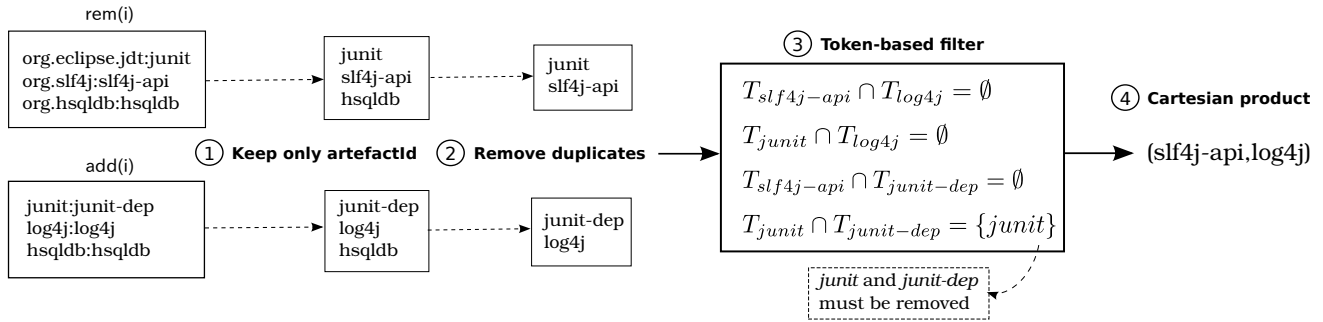 rem(i)
org.eclipse.jdt:junit
org.slf4j:slf4j-api
org.hsqldb:hsqldb
junit
slf4j-api
hsqldb
junit
slf4j-api
1 Keep only artefactId
2 Remove duplicates
add(i)
junit:junit-dep
log4j:log4j
hsqldb:hsqldb
junit-dep
log4j
hsqldb
junit-dep
log4j
3 Token-based filter
T_{slf4j-api} ∩ T_{log4j} = ∅
T_{junit} ∩ T_{log4j} = ∅
T_{slf4j-api} ∩ T_{junit-dep} = ∅
T_{junit} ∩ T_{junit-dep} = {junit}
junit and junit-dep
must be removed
4 Cartesian product
(slf4j-api,log4j)